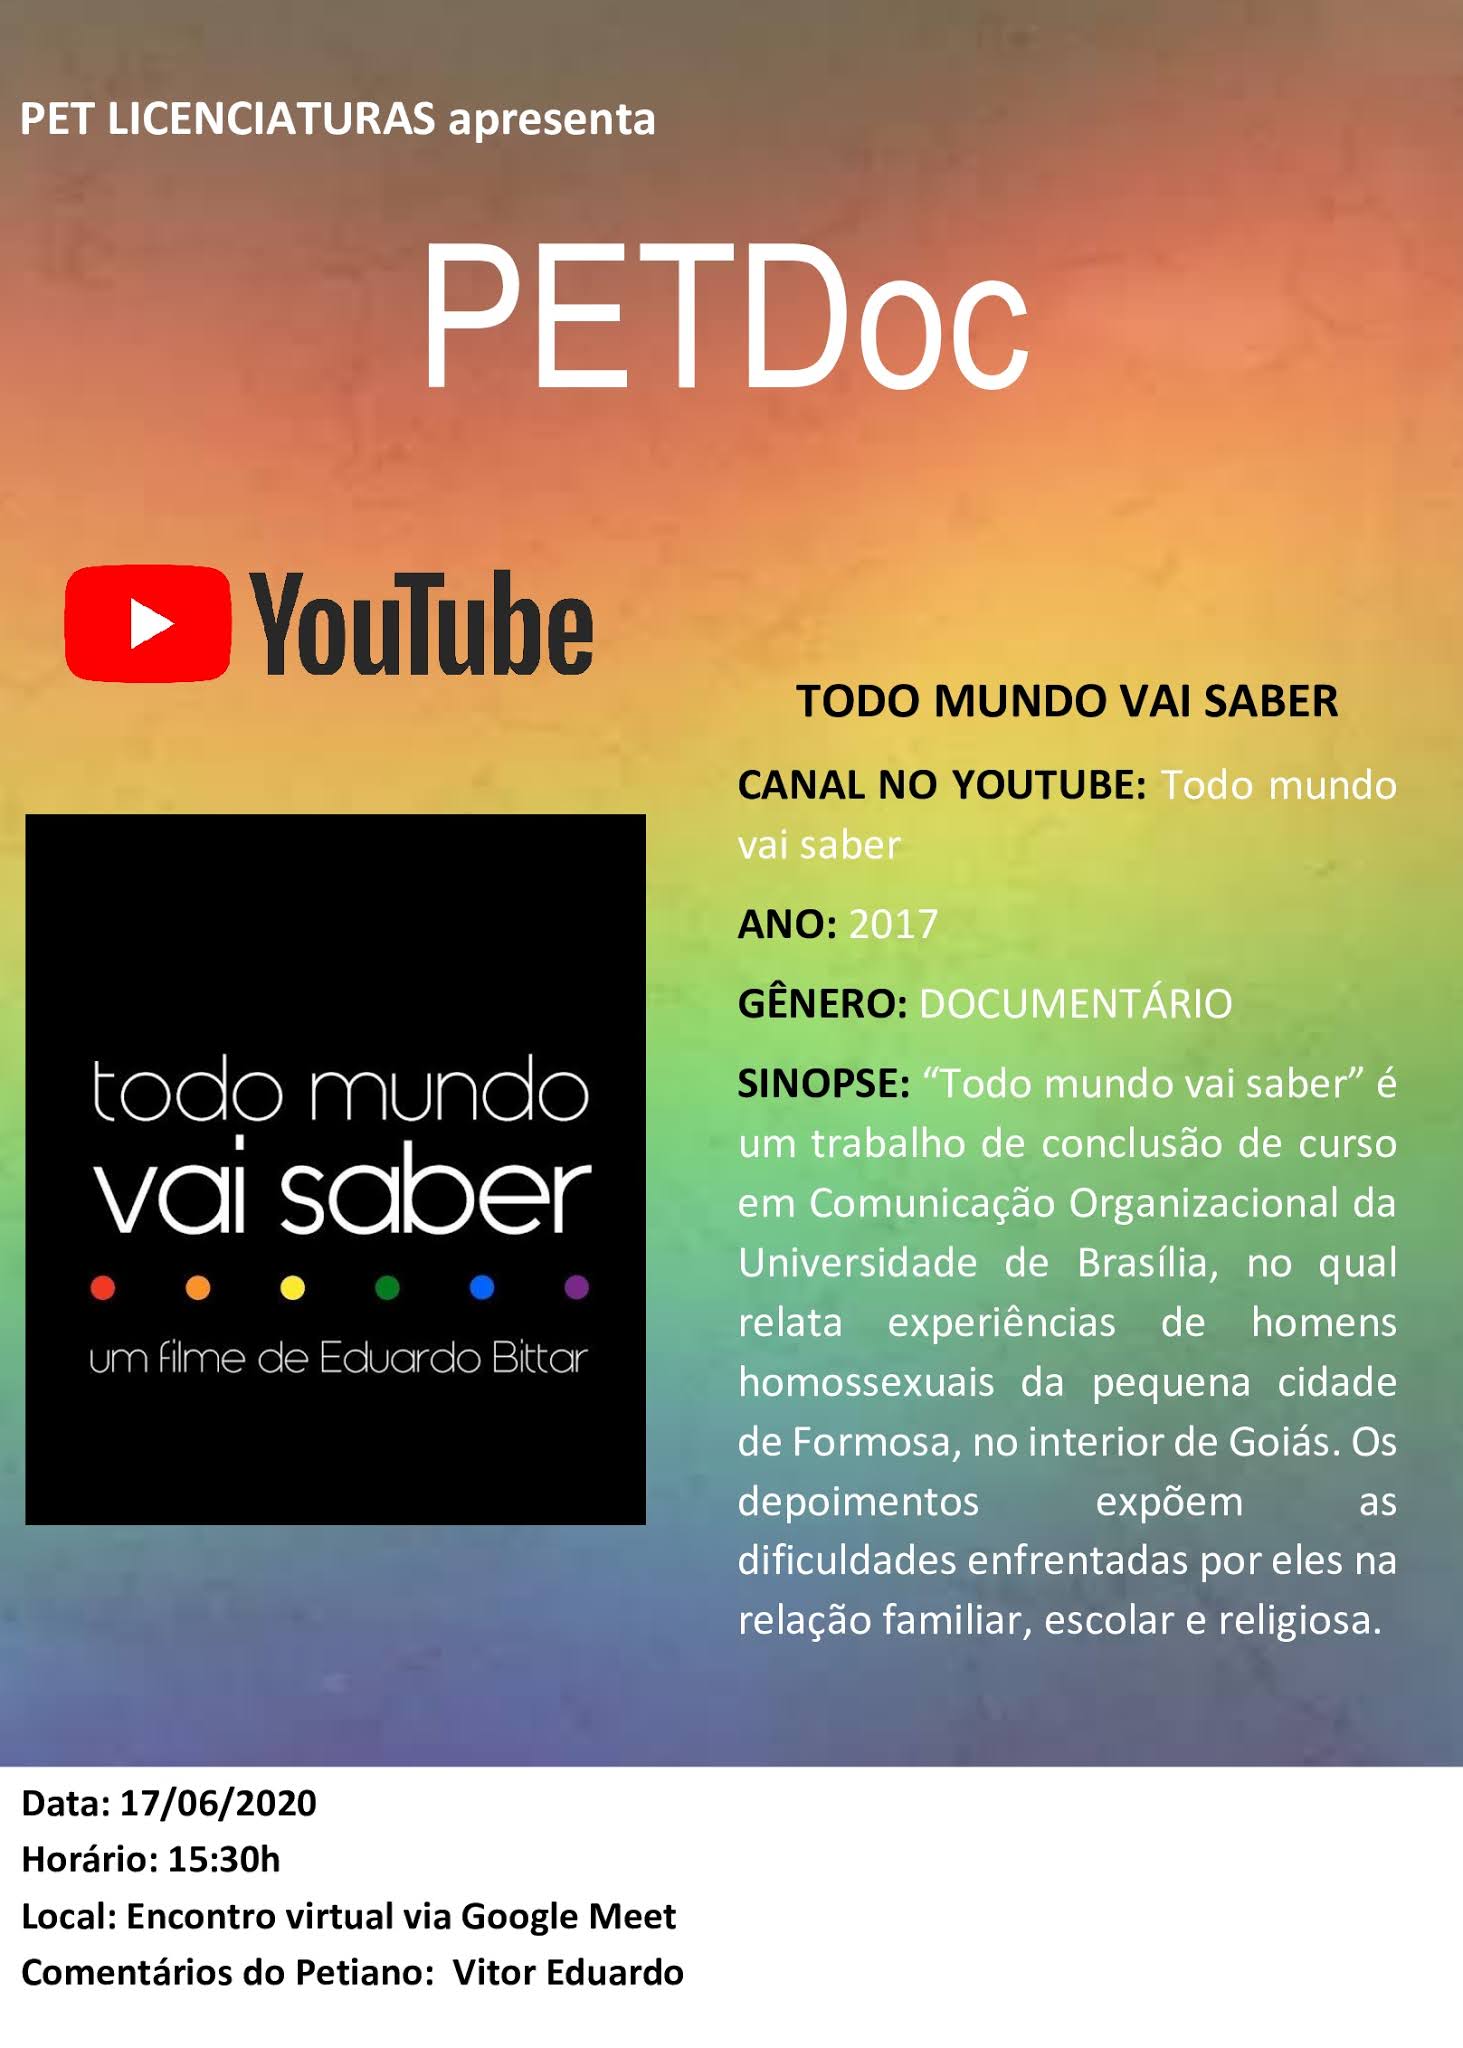 PET LICENCIATURAS apresenta
PETDoc
YouTube
TODO MUNDO VAI SABER
CANAL NO YOUTUBE: Todo mundo
vai saber
ANO: 2017
GÊNERO: DOCUMENTÁRIO
SINOPSE: “Todo mundo vai saber” é
um trabalho de conclusão de curso
em Comunicação Organizacional da
Universidade de Brasília, no qual
relata experiências de homens
homossexuais da pequena cidade
de Formosa, no interior de Goiás. Os
depoimentos expõem as
dificuldades enfrentadas por eles na
relação familiar, escolar e religiosa.
todo mundo
vai saber
um filme de Eduardo Bittar
Data: 17/06/2020
Horário: 15:30h
Local: Encontro virtual via Google Meet
Comentários do Petiano: Vitor Eduardo